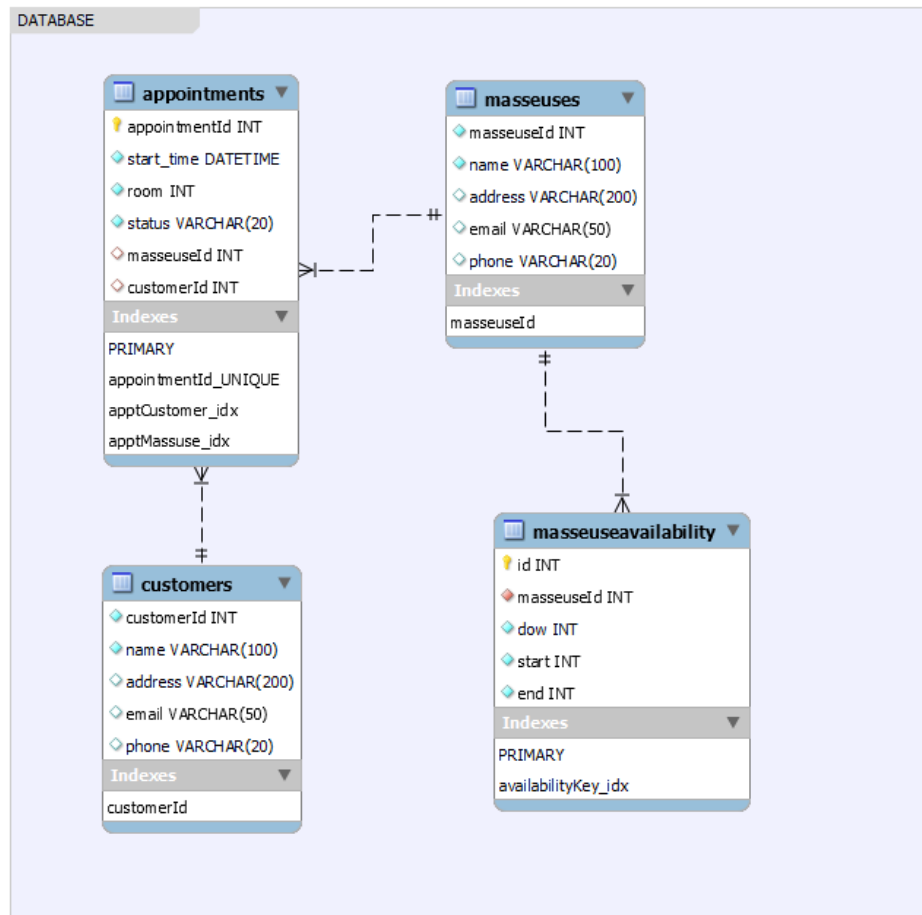 DATABASE
appointments
appointmentId INT
start_time DATETIME
room INT
status VARCHAR(20)
masseuseId INT
customerId INT
Indexes
PRIMARY
appointmentId_UNIQUE
apptCustomer_idx
apptMassuse_idx
masseuses
masseuseId INT
name VARCHAR(100)
address VARCHAR(200)
email VARCHAR(50)
phone VARCHAR(20)
Indexes
masseuseId
customers
customerId INT
name VARCHAR(100)
address VARCHAR(200)
email VARCHAR(50)
phone VARCHAR(20)
Indexes
customerId
masseuseavailability
id INT
masseuseId INT
dow INT
start INT
end INT
Indexes
PRIMARY
availabilityKey_idx